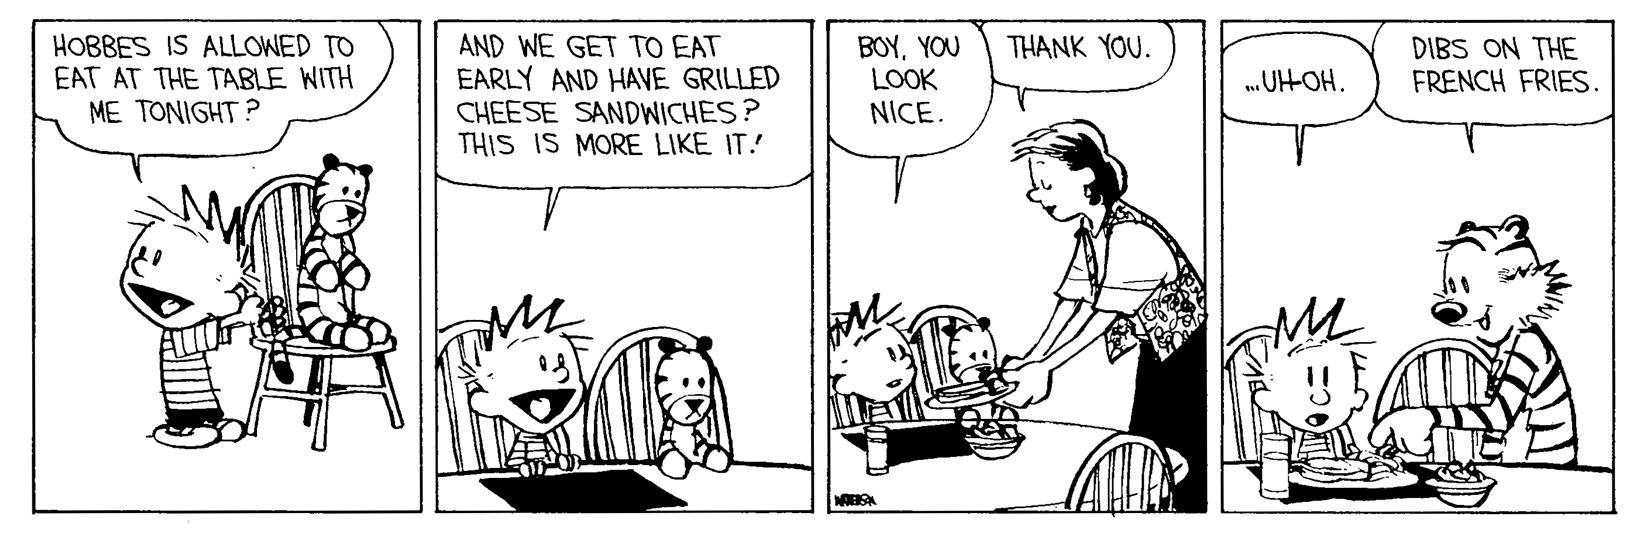 HOBBES IS ALLOWED TO
EAT AT THE TABLE WITH
ME TONIGHT?
AND WE GET TO EAT
EARLY AND HAVE GRILLED
CHEESE SANDWICHES?
THIS IS MORE LIKE IT!
BOY, YOU
LOOK
NICE.
THANK YOU.
WATTERSON
...UH-OH.
DIBS ON THE
FRENCH FRIES.